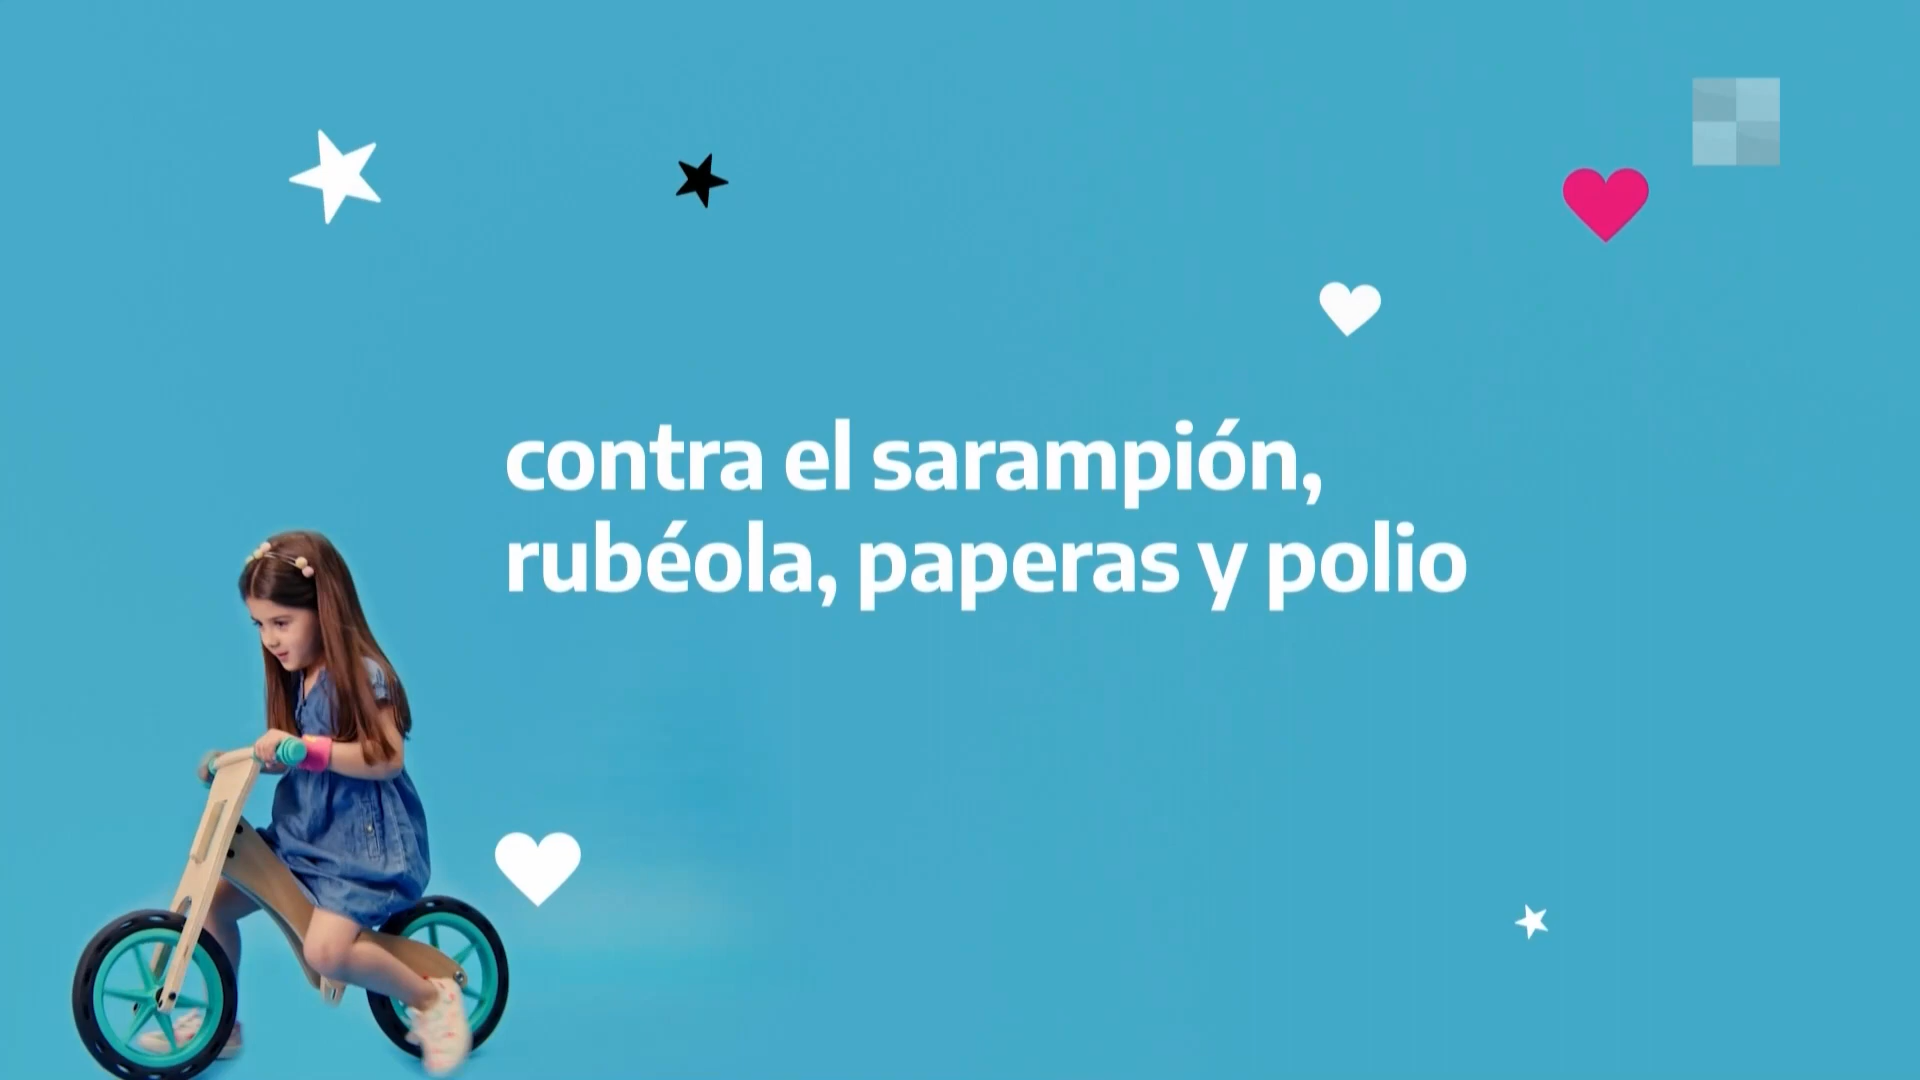 contra el sarampión,
rubéola, paperas y polio